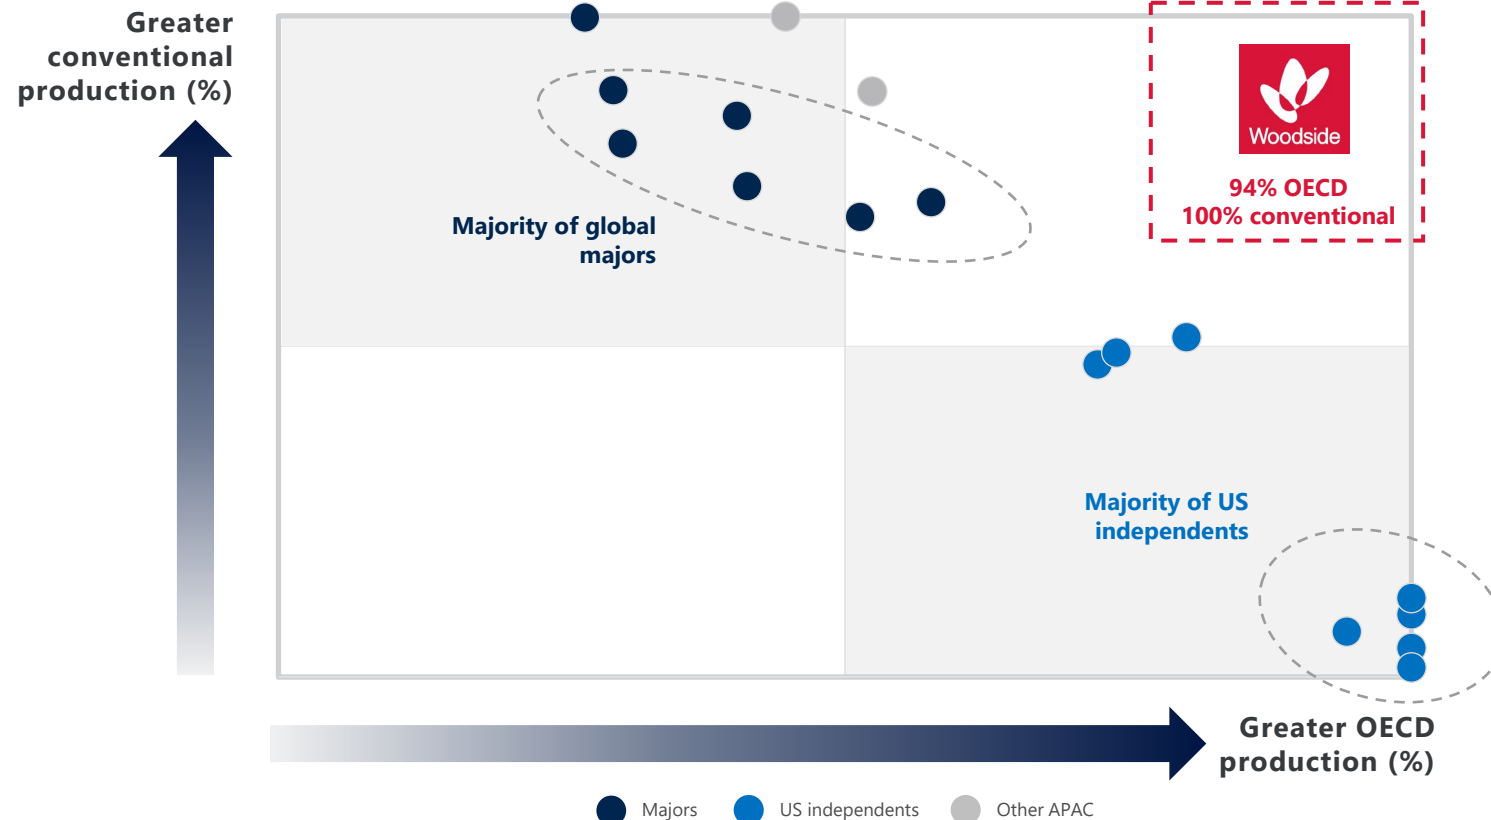 Greater
conventional
production (%)
Woodside
94% OECD
100% conventional
Majority of global
majors
Majority of US
independents
Greater OECD
production (%)
Majors
US independents
Other APAC